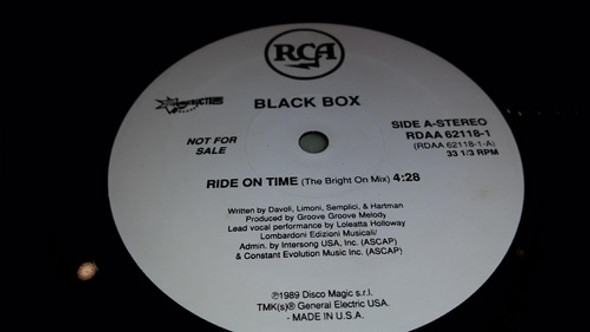 RCA
BLACK BOX
NOT FOR
SALE
SIDE A-STEREO
RDAA 62118-1
(RDAA 62118-1-A)
33 1/3 RPM
RIDE ON TIME (The Bright On Mix) 4:28
Written by Davoli, Limoni, Semplici, & Hartman
Produced by Groove Groove Melody
Lead vocal performance by Loleatta Holloway
Lombardoni Edizioni Musicali/
Admin. by Intersong USA, Inc. (ASCAP)
& Constant Evolution Music Inc. (ASCAP)
℗1989 Disco Magic s.r.l.
TMK(s)® General Electric USA.
- MADE IN U.S.A.